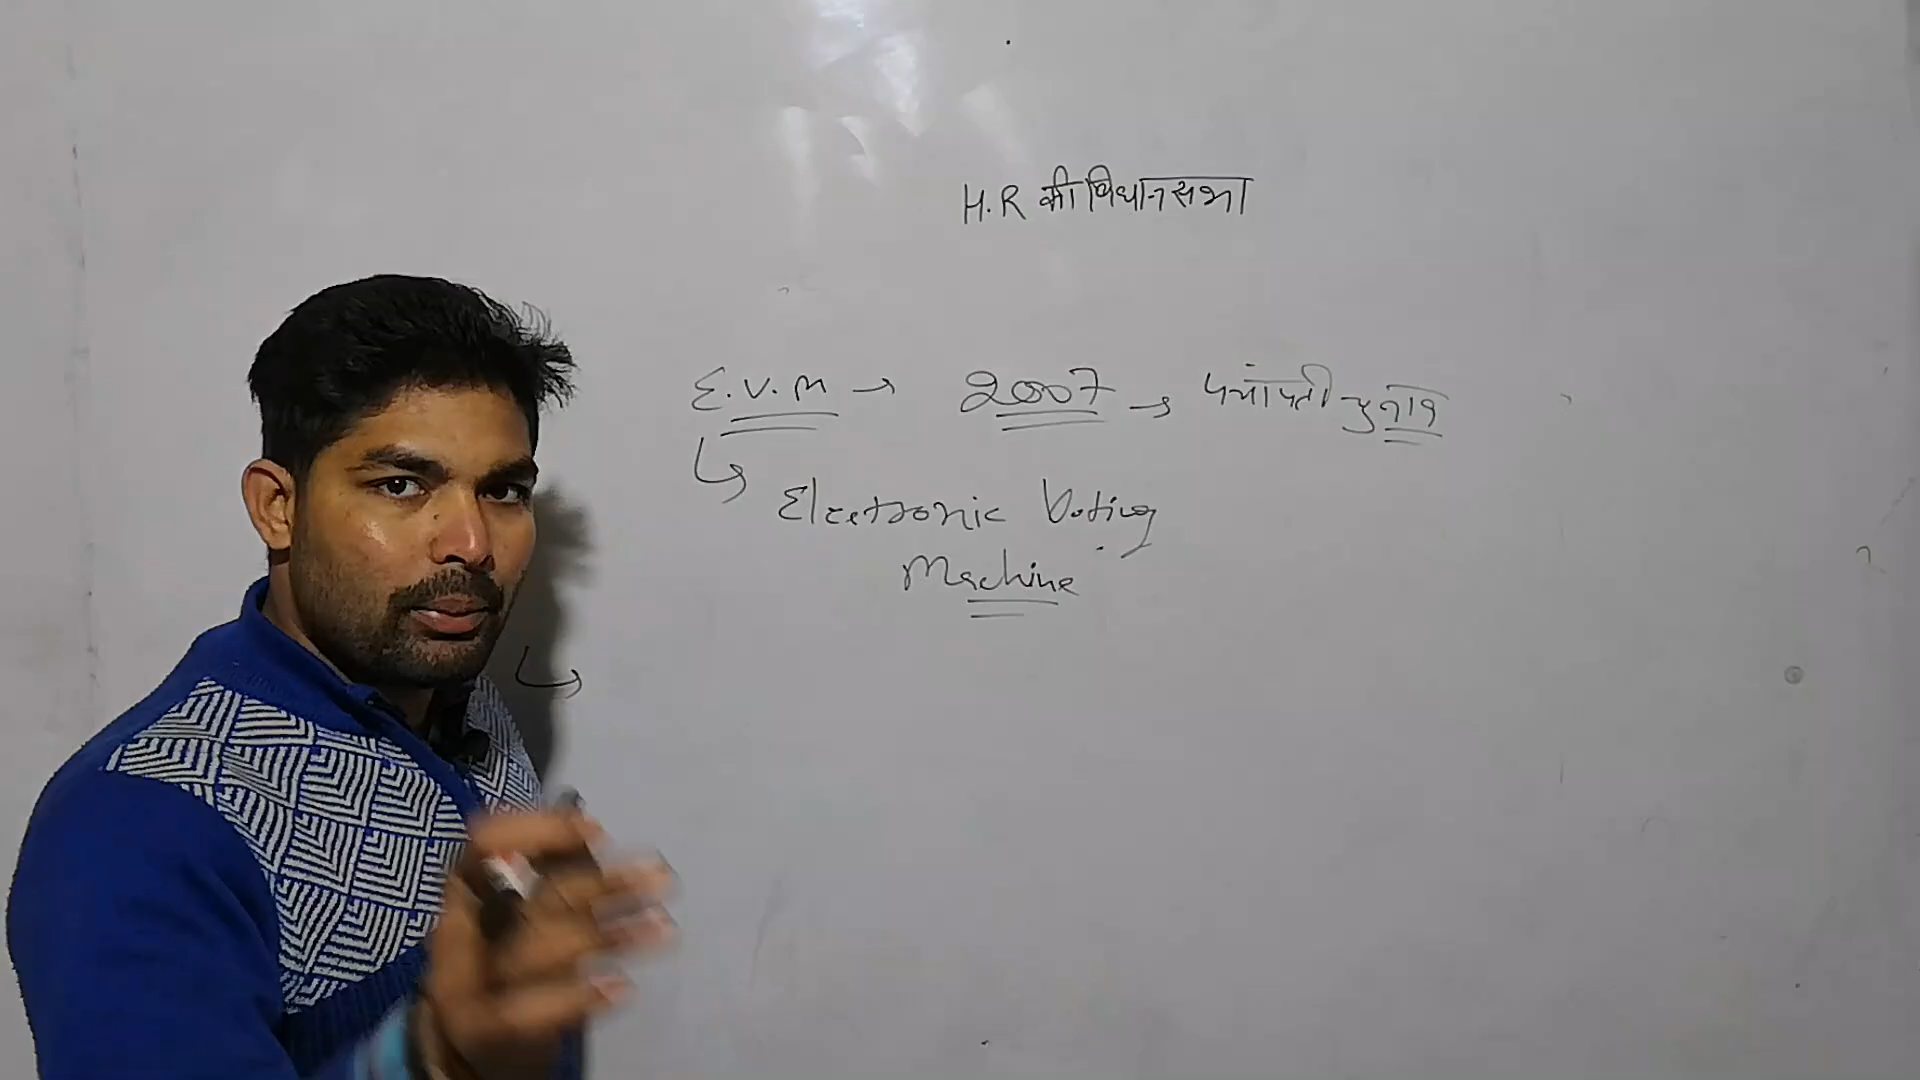 H.R की विधानसभा
E.V.M → 2007 → पंचायती चुनाव
Electronic Voting
Machine